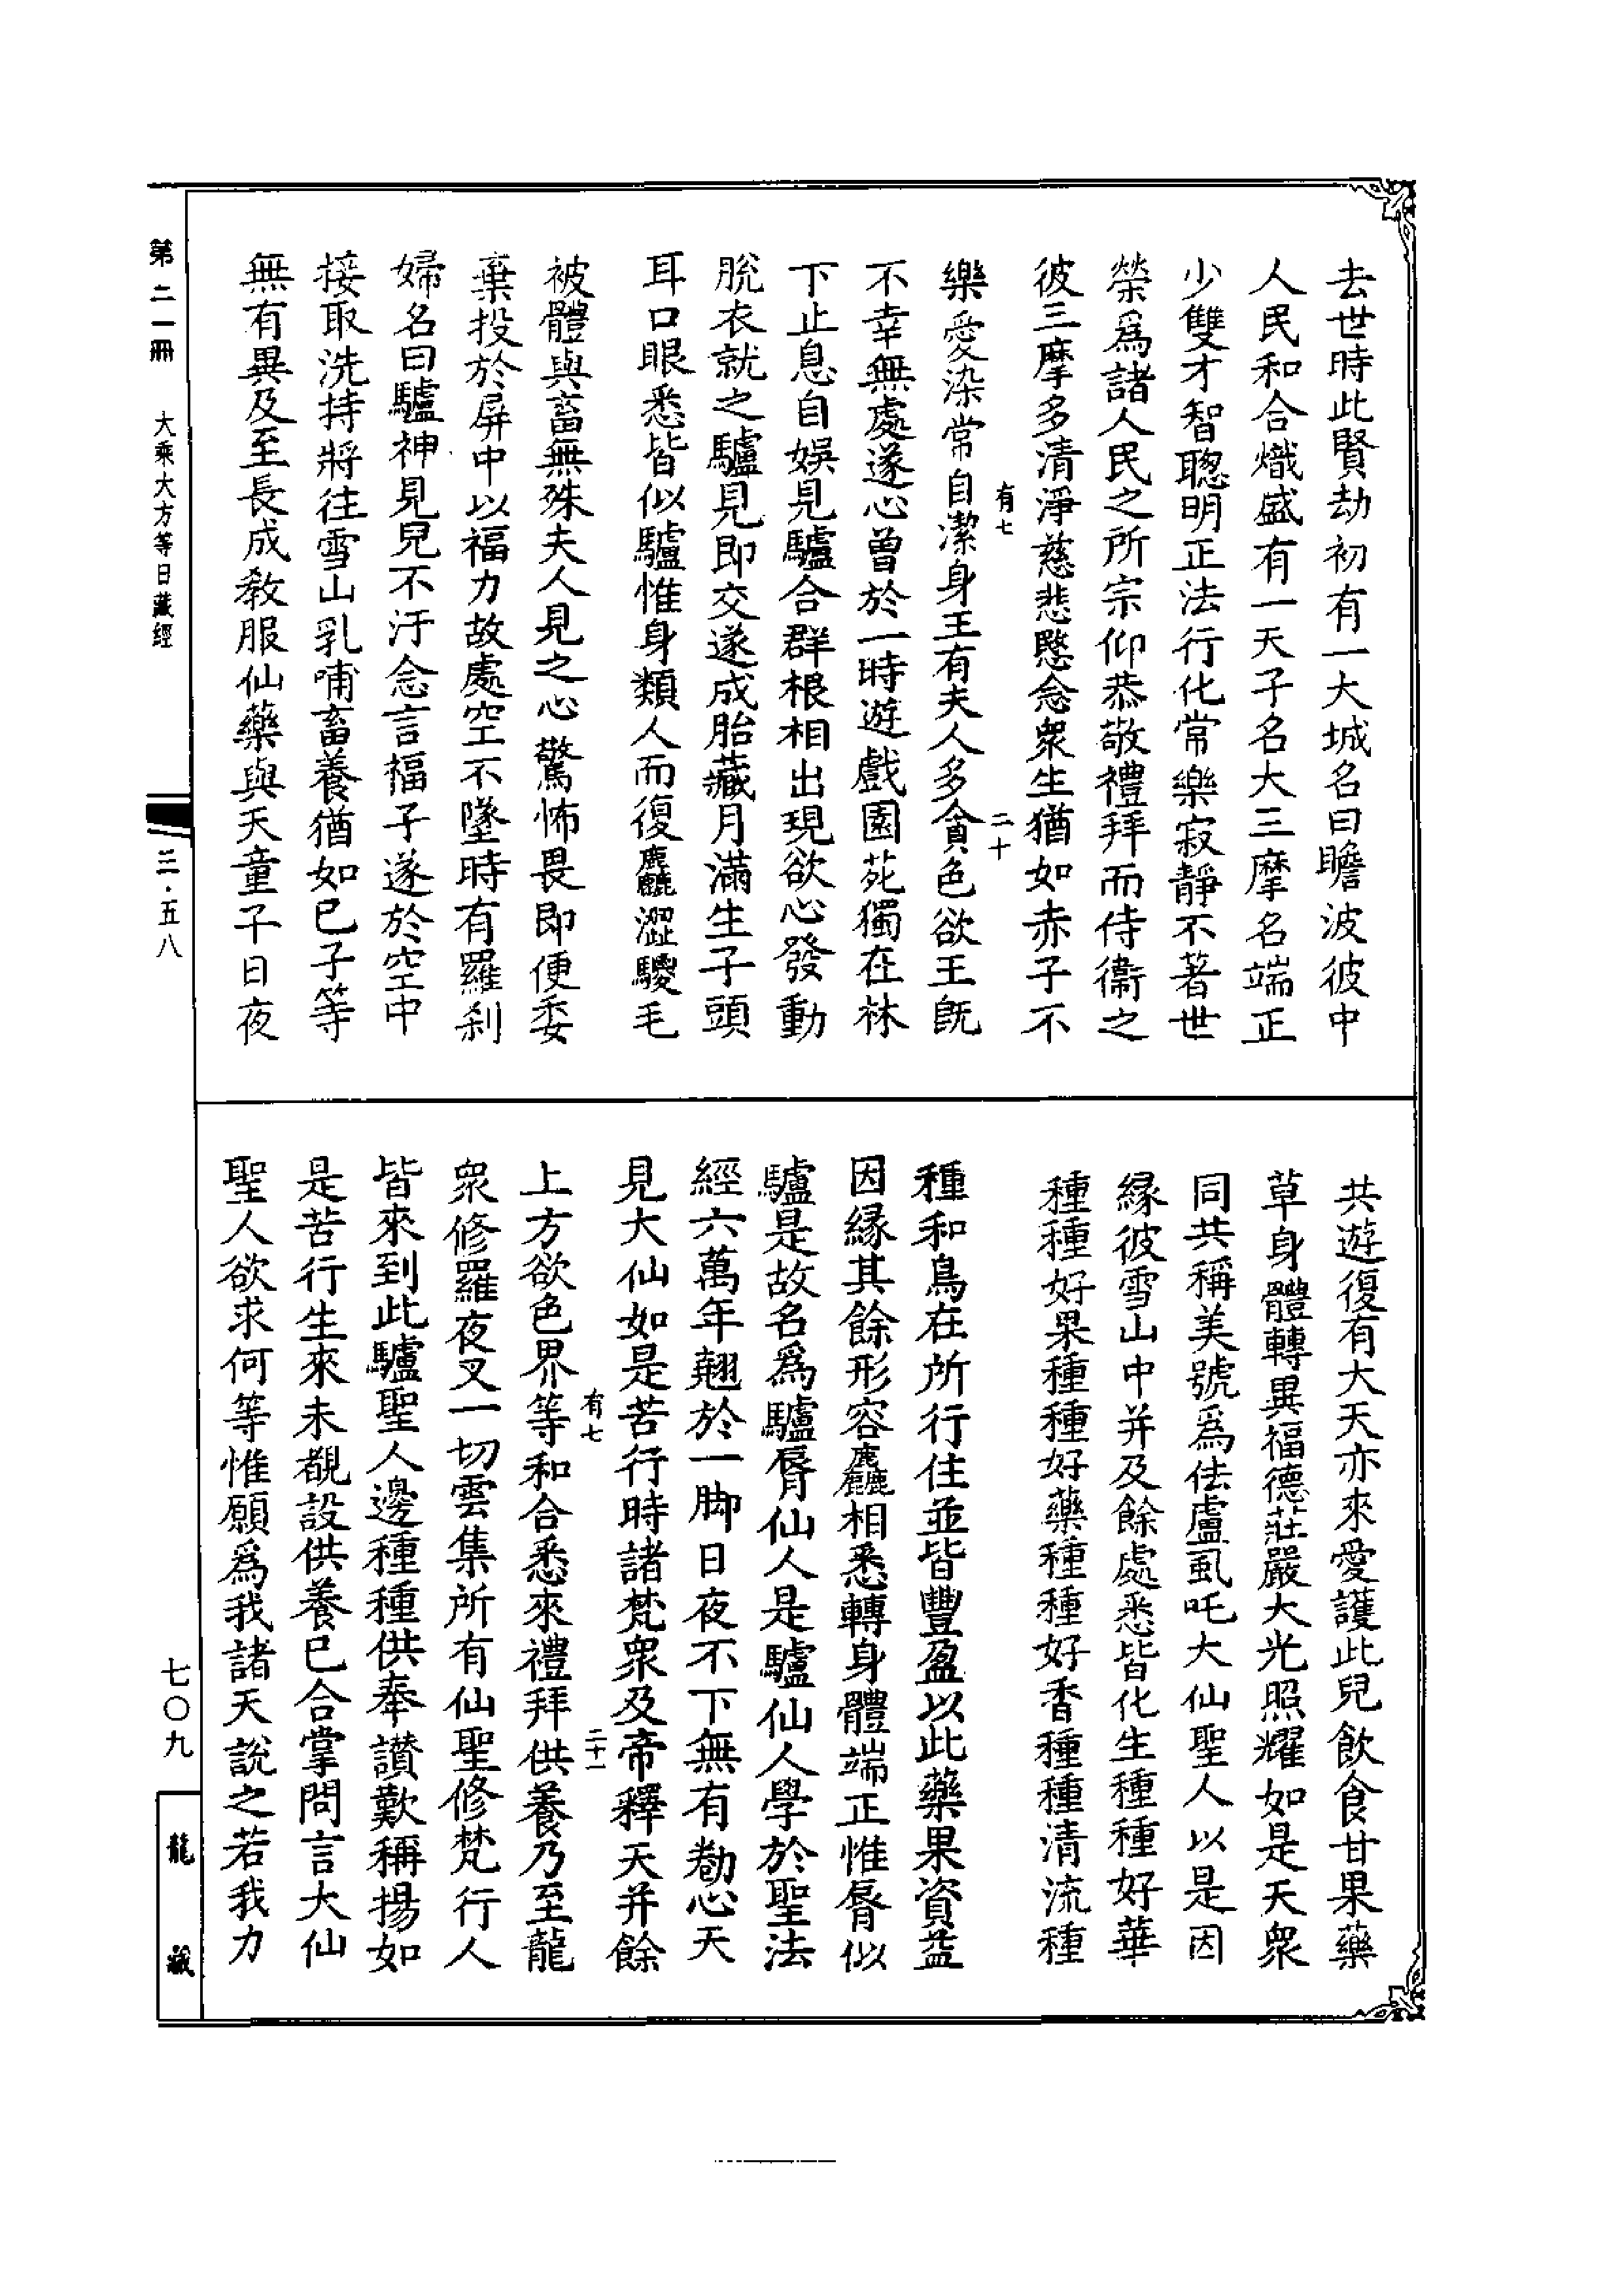 去世時此賢劫初有一大城名曰瞻波彼中
人民和合熾盛有一天子名大三摩名端正
少雙才智聰明正法行化常樂寂靜不著世
榮爲諸人民之所宗仰恭敬禮拜而侍衞之
彼三摩多清淨慈悲愍念衆生猶如赤子不
有七
二十
樂愛染常自潔身王有夫人多貪色欲王旣
不幸無處遂心曾於一時遊戲園苑獨在林
下止息自娛見驢合群根相出現欲心發動
脫衣就之驢見即交遂成胎藏月滿生子頭
耳口眼悉皆似驢惟身類人而復麤澀騣毛
被體與畜無殊夫人見之心驚怖畏即便委
棄投於屏中以福力故處空不墜時有羅刹
婦名曰驢神見兒不汙念言福子遂於空中
接取洗持將往雪山乳哺畜養猶如已子等
無有異及至長成教服仙藥與天童子日夜
共遊復有大天亦來愛護此兒飲食甘果藥
草身體轉異福德莊嚴大光照耀如是天衆
同共稱美號爲佉盧虱吒大仙聖人以是因
縁彼雪山中并及餘處悉皆化生種種好華
種種好果種種好藥種種好香種種清流種
種和鳥在所行住並皆豐盈以此藥果資益
因縁其餘形容麤相悉轉身體端正惟脣似
驢是故名爲驢脣仙人是驢仙人學於聖法
經六萬年翹於一脚日夜不下無有勌心天
見大仙如是苦行時諸梵衆及帝釋天并餘
有七
二十一
上方欲色界等和合悉來禮拜供養乃至龍
衆修羅夜叉一切雲集所有仙聖修梵行人
皆來到此驢聖人邊種種供奉讃歎稱揚如
是苦行生來未覩設供養已合掌問言大仙
聖人欲求何等惟願爲我諸天說之若我力
第二一冊 大乘大方等日藏經
三·五八
七〇九
龍藏